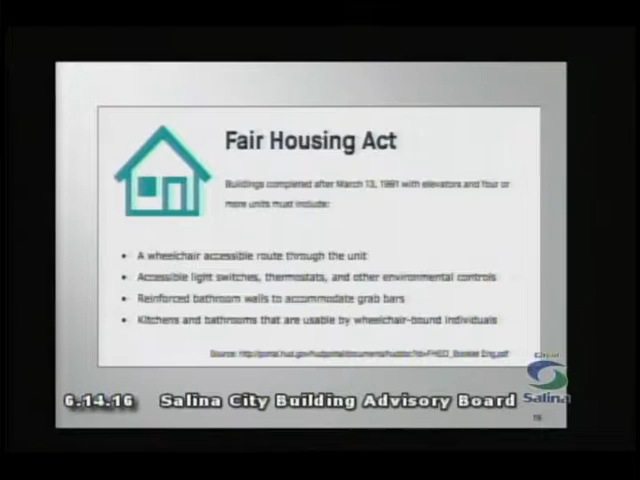 Fair Housing Act
Buildings completed after March 13, 1991 with elevators and four or
more units must include:
• A wheelchair accessible route through the unit
• Accessible light switches, thermostats, and other environmental controls
• Reinforced bathroom walls to accommodate grab bars
• Kitchens and bathrooms that are usable by wheelchair-bound individuals
Source:
City of
Salina
6.14.16 Salina City Building Advisory Board